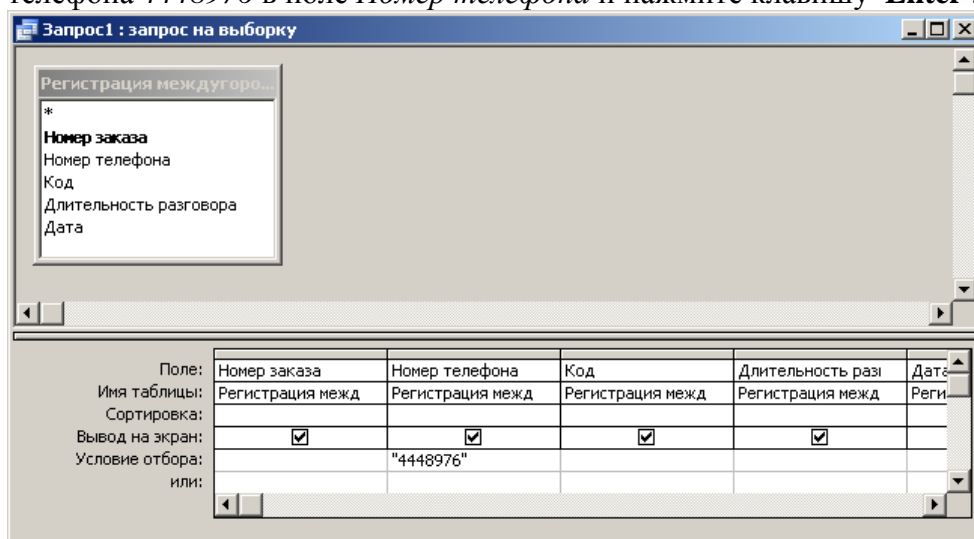 телефона 4448976 в поле Номер телефона и нажмите клавишу Enter
Запрос1 : запрос на выборку
Регистрация междугоро...
*
Номер заказа
Номер телефона
Код
Длительность разговора
Дата
Поле: Номер заказа Номер телефона Код Длительность разі Дата
Имя таблицы: Регистрация межд Регистрация межд Регистрация межд Регистрация межд Реги
Сортировка:
Вывод на экран:
Условие отбора: "4448976"
или: